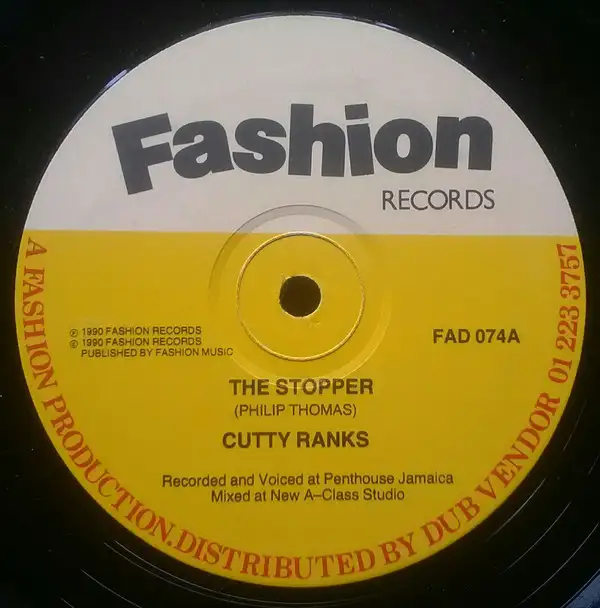 Fashion
RECORDS
℗ 1990 FASHION RECORDS
© 1990 FASHION RECORDS
PUBLISHED BY FASHION MUSIC
FAD 074A
THE STOPPER
(PHILIP THOMAS)
CUTTY RANKS
Recorded and Voiced at Penthouse Jamaica
Mixed at New A-Class Studio
A FASHION PRODUCTION.DISTRIBUTED BY DUB VENDOR 01 223 3757